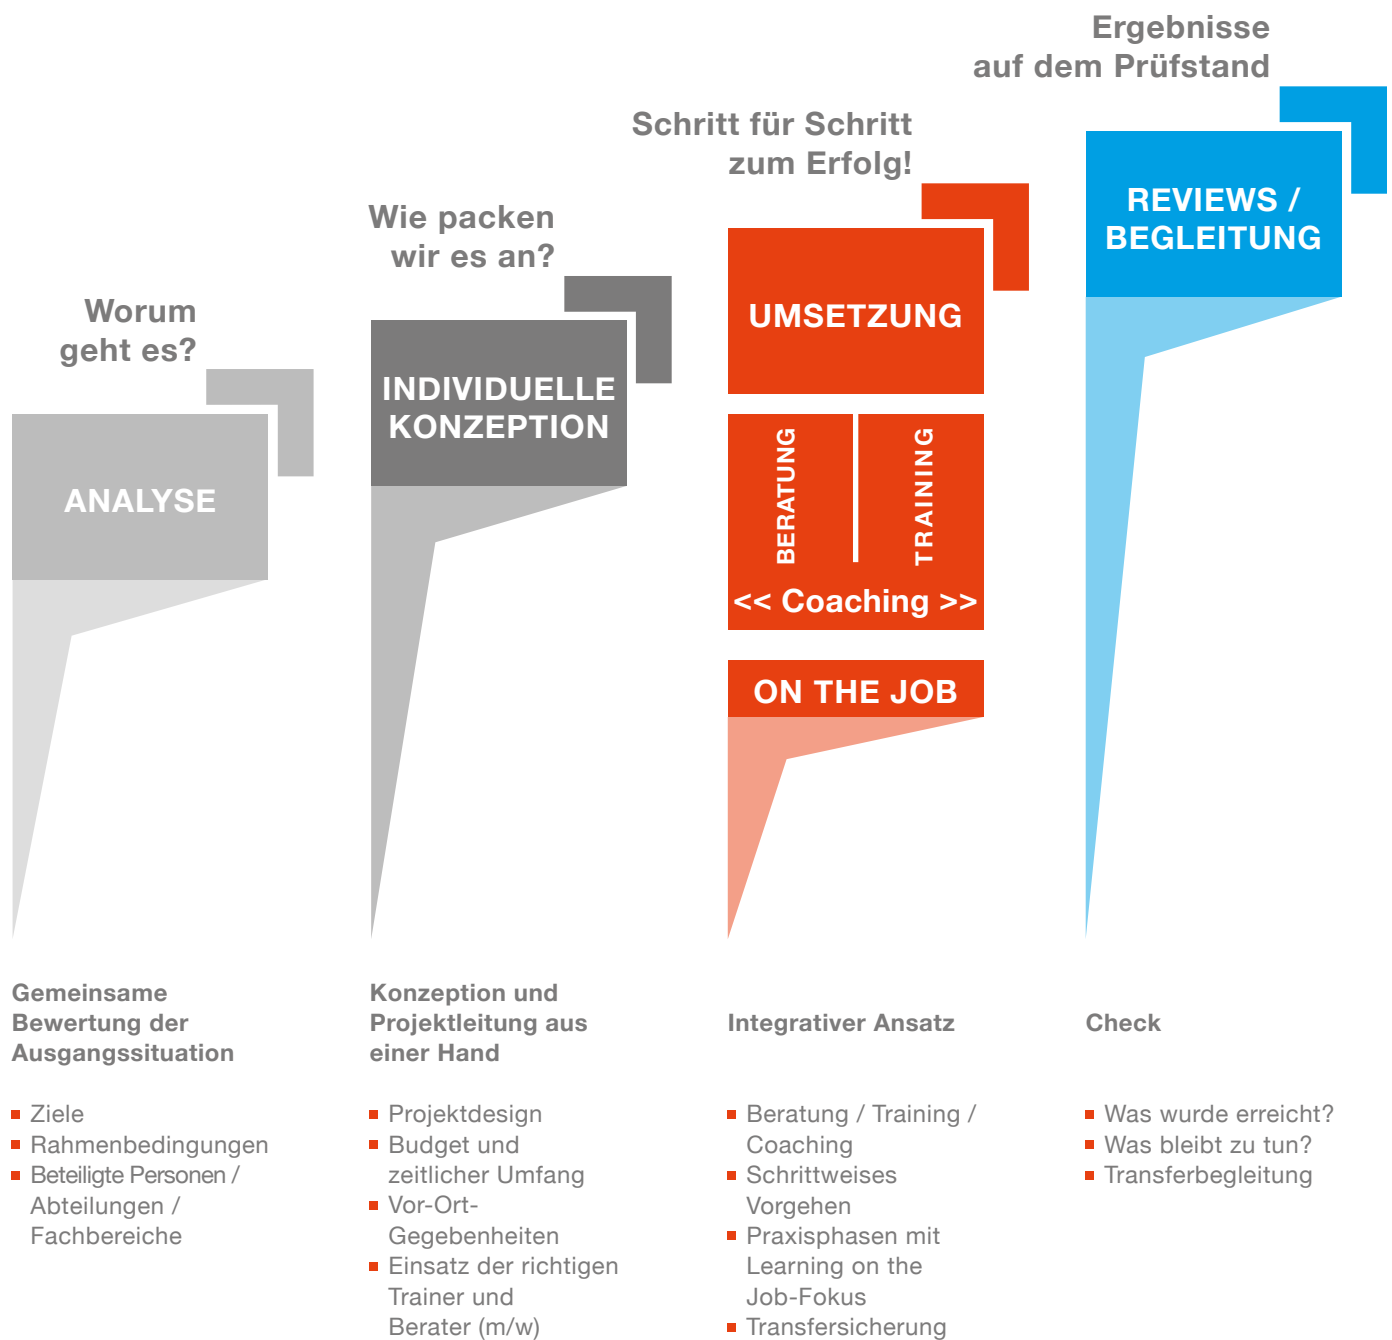 Worum
geht es?
ANALYSE
Gemeinsame
Bewertung der
Ausgangssituation
Ziele
Rahmenbedingungen
Beteiligte Personen /
Abteilungen /
Fachbereiche
Wie packen
wir es an?
INDIVIDUELLE
KONZEPTION
Konzeption und
Projektleitung aus
einer Hand
Projektdesign
Budget und
zeitlicher Umfang
Vor-Ort-
Gegebenheiten
Einsatz der richtigen
Trainer und
Berater (m/w)
Schritt für Schritt
zum Erfolg!
UMSETZUNG
BERATUNG
TRAINING
<< Coaching >>
ON THE JOB
Integrativer Ansatz
Beratung / Training /
Coaching
Schrittweises
Vorgehen
Praxisphasen mit
Learning on the
Job-Fokus
Transfersicherung
Ergebnisse
auf dem Prüfstand
REVIEWS /
BEGLEITUNG
Check
Was wurde erreicht?
Was bleibt zu tun?
Transferbegleitung